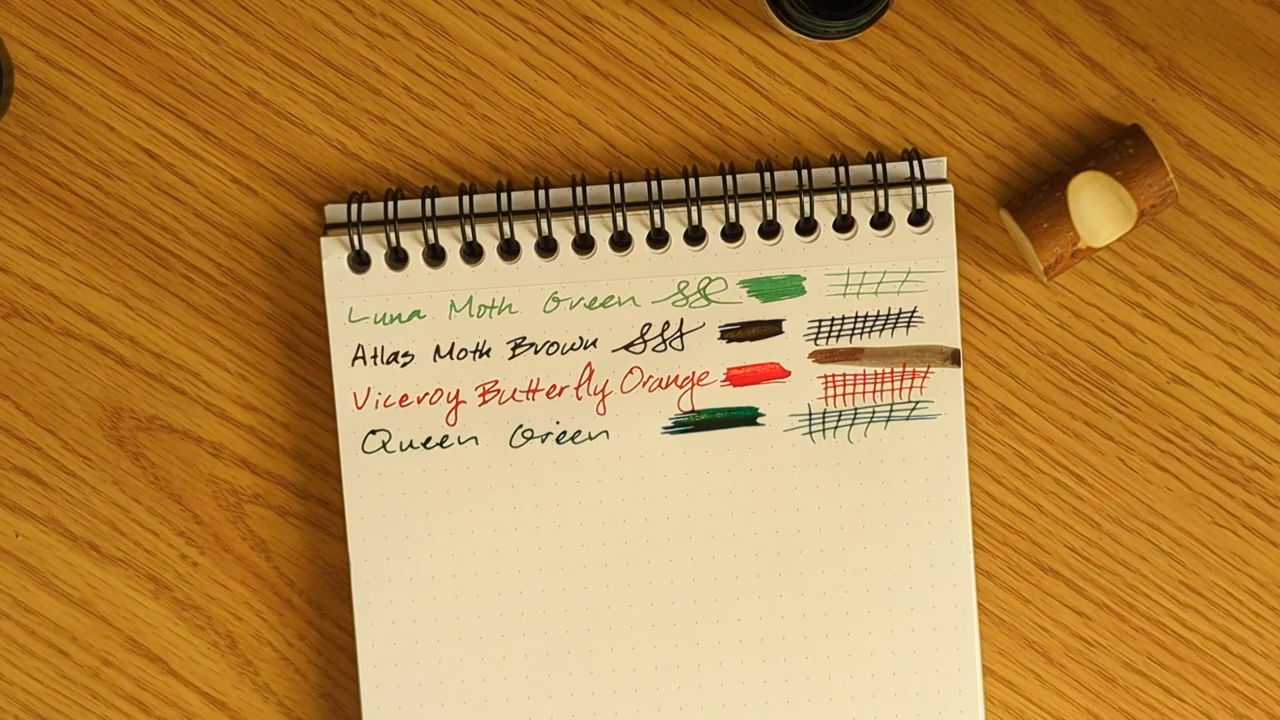 Luna Moth Green
Atlas Moth Brown
Viceroy Butterfly Orange
Queen Green